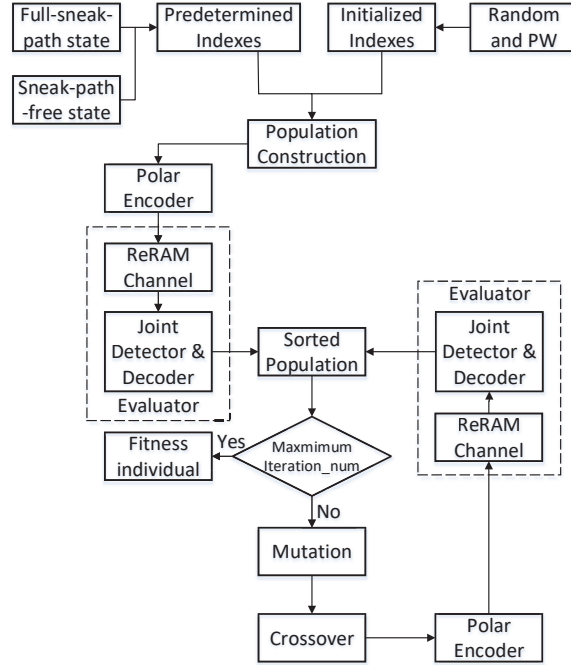 Full-sneak-
path state
Predetermined
Indexes
Initialized
Indexes
Random
and PW
Sneak-path
-free state
Population
Construction
Polar
Encoder
ReRAM
Channel
Joint
Detector &
Decoder
Evaluator
Sorted
Population
Evaluator
Joint
Detector &
Decoder
ReRAM
Channel
Fitness
individual
Yes
Maxmimum
Iteration_num
No
Mutation
Crossover
Polar
Encoder